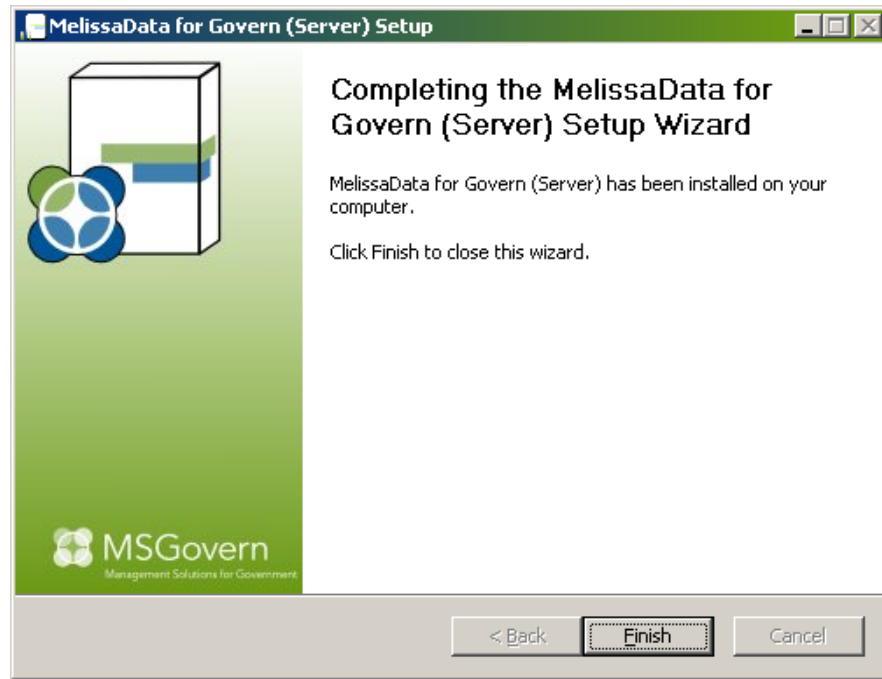 MelissaData for Govern (Server) Setup
Completing the MelissaData for
Govern (Server) Setup Wizard
MelissaData for Govern (Server) has been installed on your
computer.
Click Finish to close this wizard.
MSGovern
Management Solutions for Government
< Back
Finish
Cancel